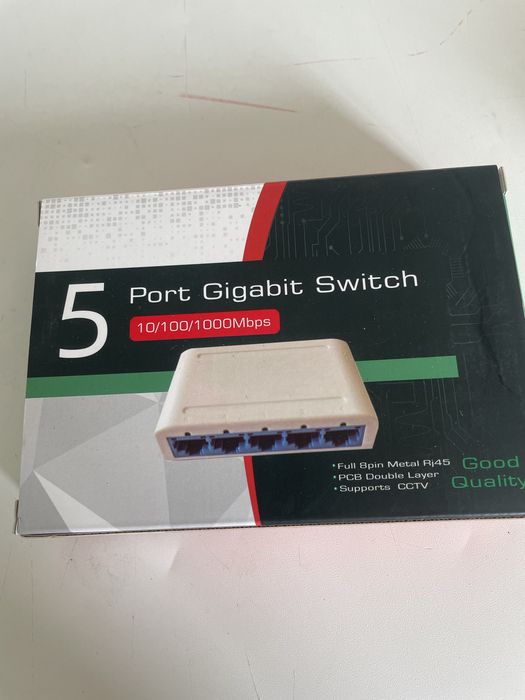 5 Port Gigabit Switch
10/100/1000Mbps
•Full 8pin Metal Rj45
•PCB Double Layer
•Supports CCTV
Good
Quality